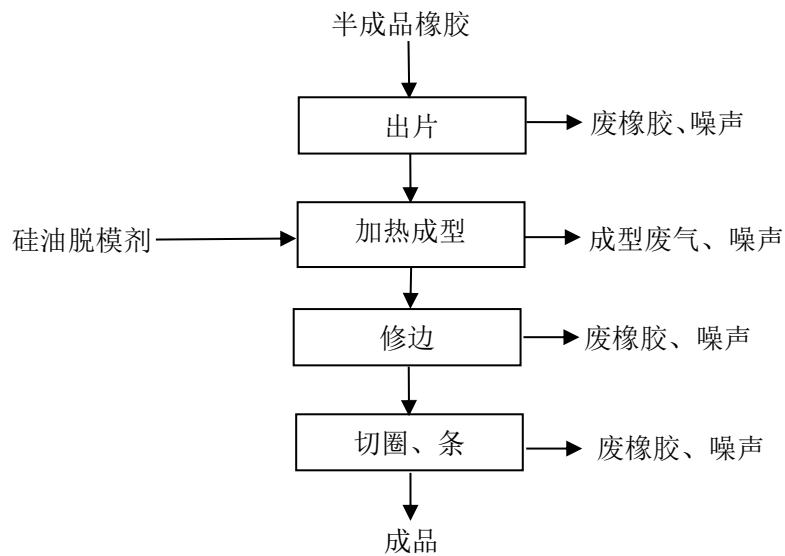 半成品橡胶
出片
废橡胶、噪声
硅油脱模剂
加热成型
成型废气、噪声
修边
废橡胶、噪声
切圈、条
废橡胶、噪声
成品